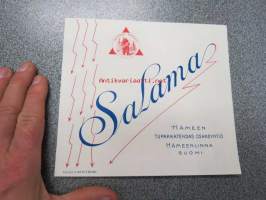 Antikvariaatti.net
Salama
HÄMEEN
TUPAKKATEHDAS OSAKEYHTIÖ
HÄMEENLINNA
SUOMI